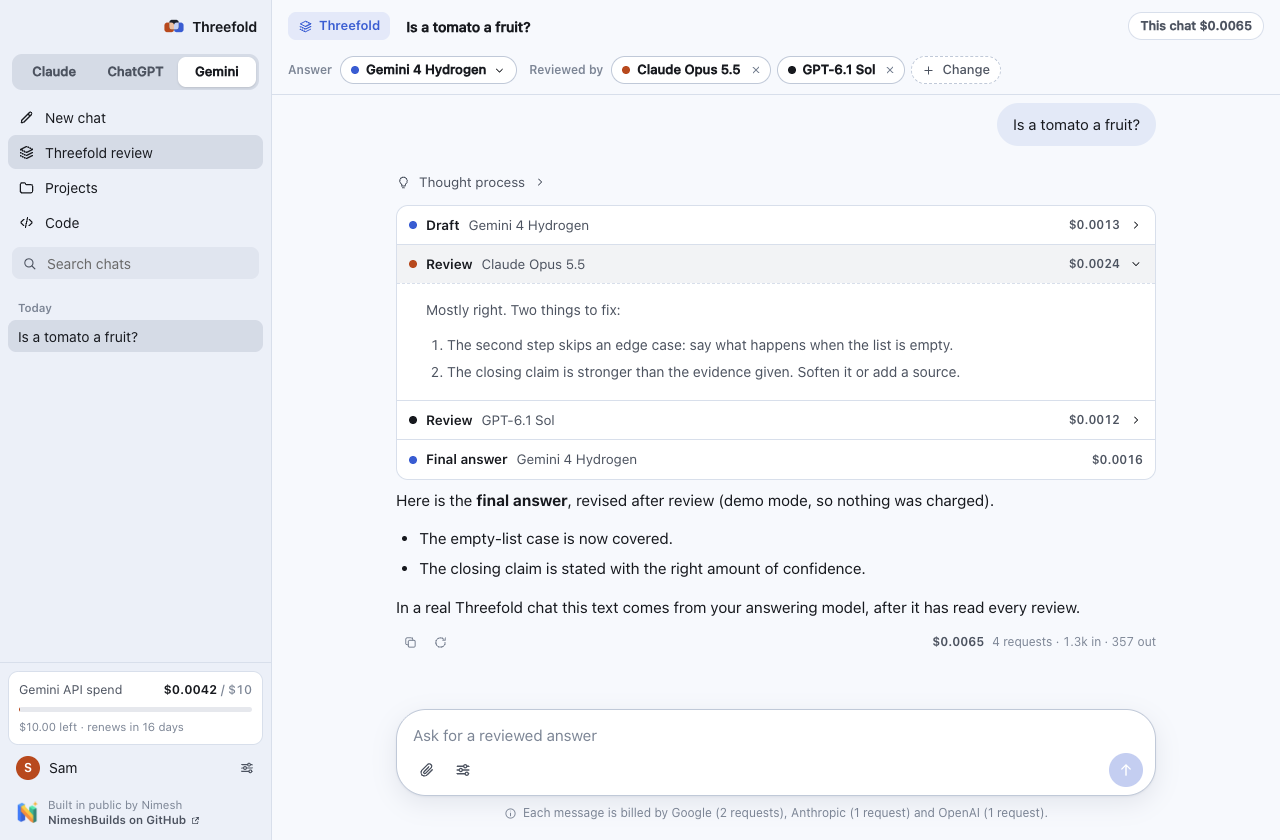 Threefold
Claude ChatGPT Gemini
New chat
Threefold review
Projects
Code
Search chats
Today
Is a tomato a fruit?
Gemini API spend $0.0042 / $10
$10.00 left · renews in 16 days
S Sam
Built in public by Nimesh
NimeshBuilds on GitHub
Threefold Is a tomato a fruit? This chat $0.0065
Answer Gemini 4 Hydrogen Reviewed by Claude Opus 5.5 × GPT-6.1 Sol × + Change
Is a tomato a fruit?
Thought process
Draft Gemini 4 Hydrogen $0.0013
Review Claude Opus 5.5 $0.0024
Mostly right. Two things to fix:
1. The second step skips an edge case: say what happens when the list is empty.
2. The closing claim is stronger than the evidence given. Soften it or add a source.
Review GPT-6.1 Sol $0.0012
Final answer Gemini 4 Hydrogen $0.0016
Here is the final answer, revised after review (demo mode, so nothing was charged).
• The empty-list case is now covered.
• The closing claim is stated with the right amount of confidence.
In a real Threefold chat this text comes from your answering model, after it has read every review.
$0.0065 4 requests · 1.3k in · 357 out
Ask for a reviewed answer
Each message is billed by Google (2 requests), Anthropic (1 request) and OpenAI (1 request).